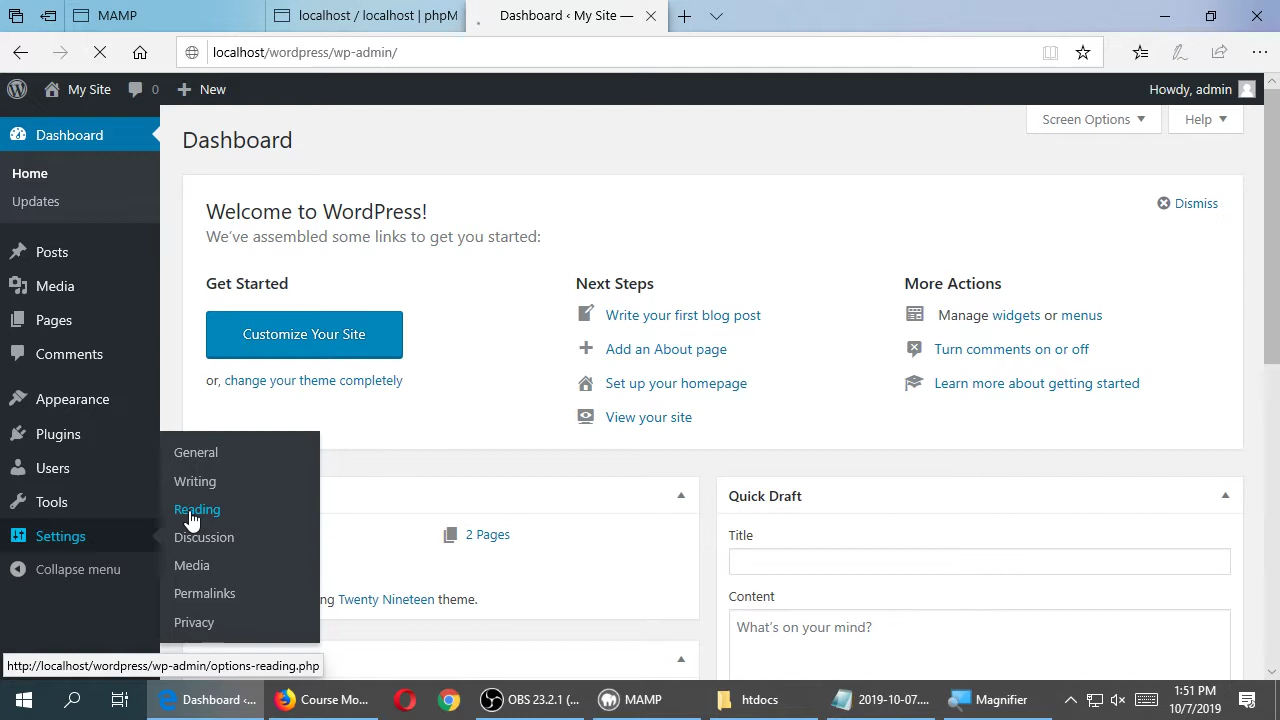 MAMP
localhost / localhost | phpM
Dashboard ‹ My Site —
localhost/wordpress/wp-admin/
My Site
0
New
Howdy, admin
Dashboard
Home
Updates
Posts
Media
Pages
Comments
Appearance
Plugins
Users
Tools
Settings
Collapse menu
General
Writing
Reading
Discussion
Media
Permalinks
Privacy
Screen Options
Help
Dashboard
Welcome to WordPress!
We've assembled some links to get you started:
Dismiss
Get Started
Customize Your Site
or, change your theme completely
Next Steps
Write your first blog post
Add an About page
Set up your homepage
View your site
More Actions
Manage widgets or menus
Turn comments on or off
Learn more about getting started
2 Pages
ng Twenty Nineteen theme.
Quick Draft
Title
Content
What's on your mind?
http://localhost/wordpress/wp-admin/options-reading.php
Dashboard ‹...
Course Mo...
OBS 23.2.1 (...
MAMP
htdocs
2019-10-07....
Magnifier
1:51 PM
10/7/2019